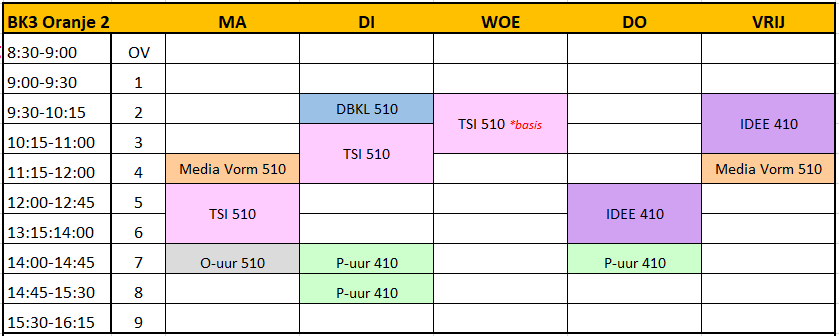 BK3 Oranje 2 MA DI WOE DO VRIJ
8:30-9:00 OV
9:00-9:30 1
9:30-10:15 2 DBKL 510
TSI 510 *basis IDEE 410
10:15-11:00 3
TSI 510
11:15-12:00 4 Media Vorm 510 Media Vorm 510
12:00-12:45 5
TSI 510 IDEE 410
13:15:14:00 6
14:00-14:45 7 O-uur 510 P-uur 410 P-uur 410
14:45-15:30 8 P-uur 410
15:30-16:15 9